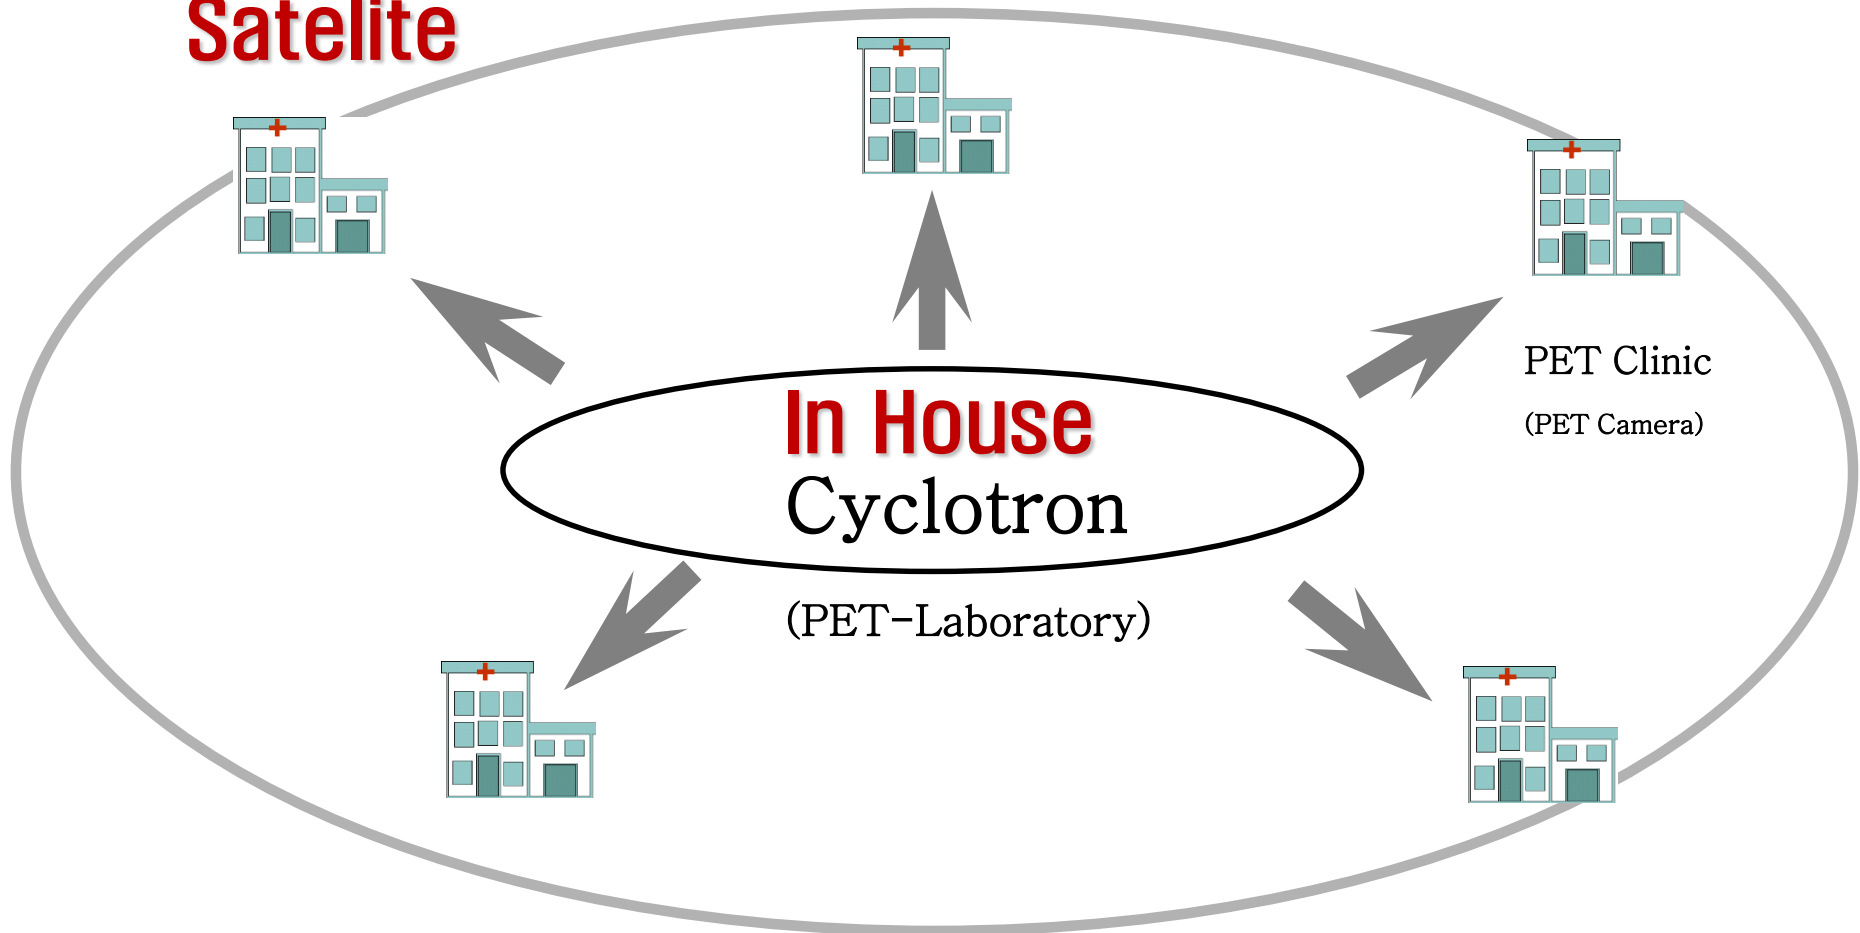 Satelite
In House
Cyclotron
(PET-Laboratory)
PET Clinic
(PET Camera)